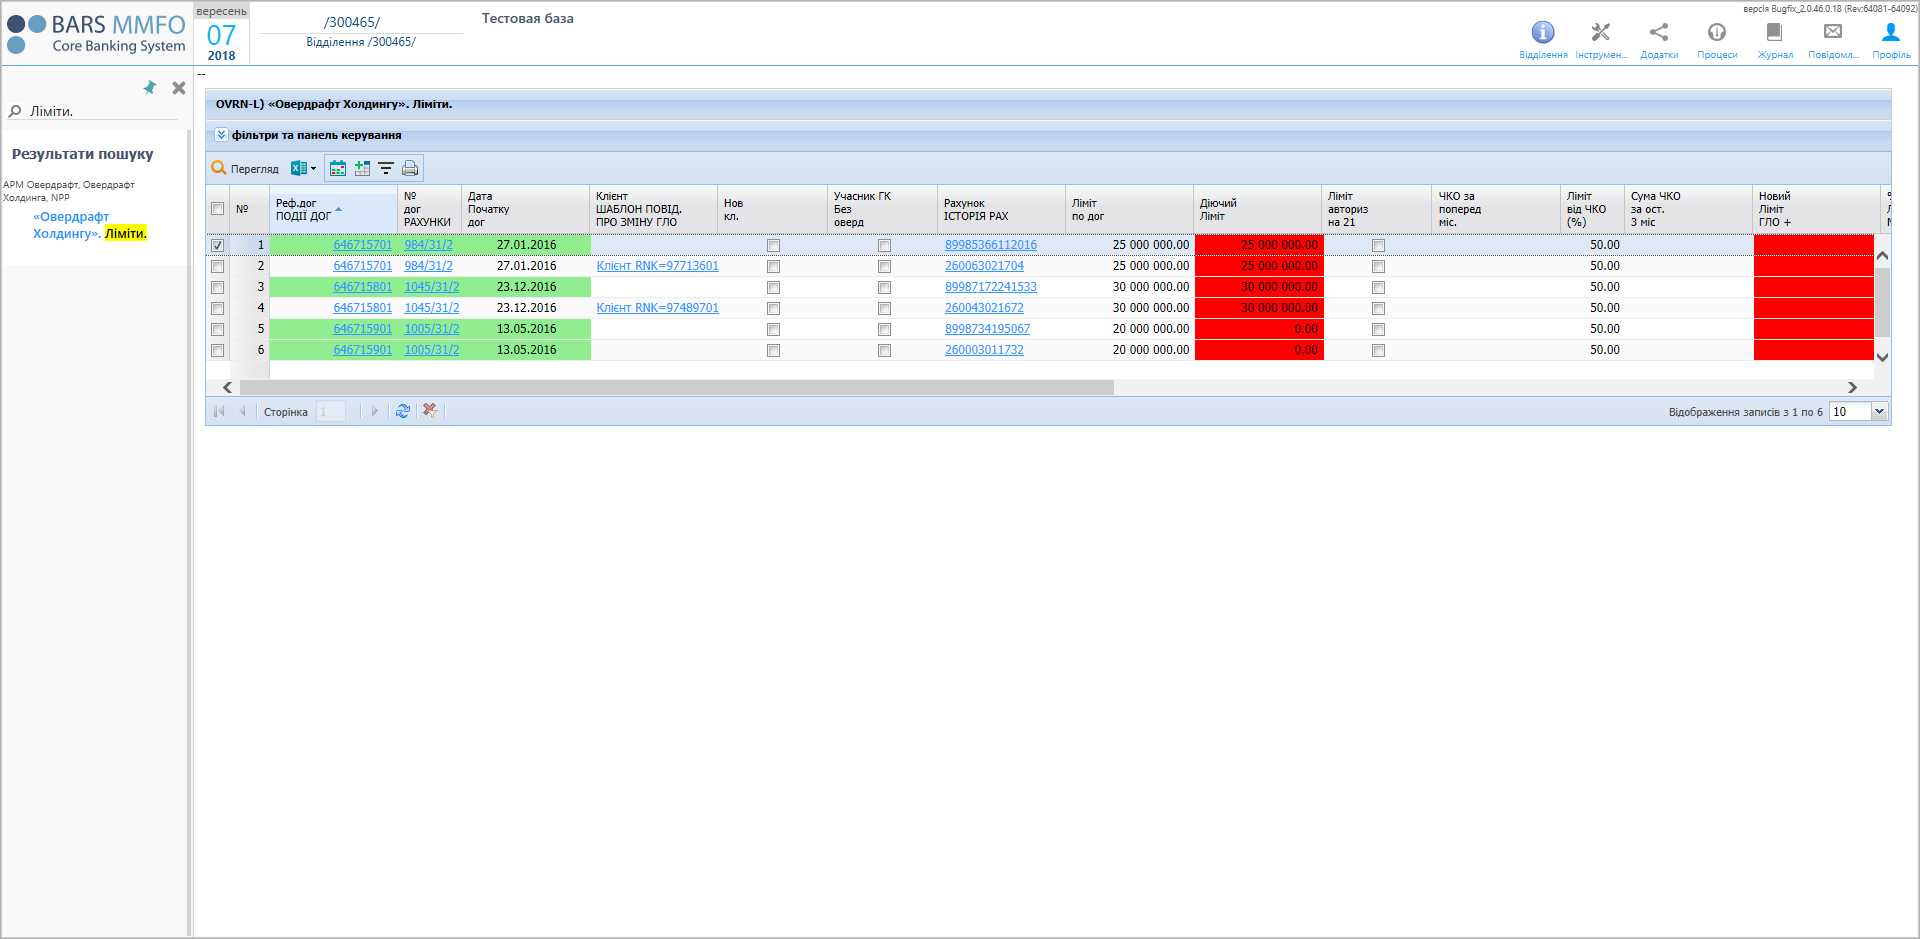 BARS MMFO
Core Banking System
вересень
07
2018
/300465/
Відділення /300465/
Тестовая база
версія Bugfix_2.0.46.0.18 (Rev:64081-64092)
Відділення
Інструмен...
Додатки
Процеси
Журнал
Повідомл...
Профіль
--
Ліміти.
Результати пошуку
АРМ Овердрафт, Овердрафт
Холдинга, NPP
«Овердрафт
Холдингу». Ліміти.
OVRN-L) «Овердрафт Холдингу». Ліміти.
фільтри та панель керування
Перегляд
№
Реф.дог
ПОДІЇ ДОГ
№
дог
РАХУНКИ
Дата
Початку
дог
Клієнт
ШАБЛОН ПОВІД.
ПРО ЗМІНУ ГЛО
Нов
кл.
Учасник ГК
Без
оверд
Рахунок
ІСТОРІЯ РАХ
Ліміт
по дог
Діючий
Ліміт
Ліміт
авториз
на 21
ЧКО за
поперед
міс.
Ліміт
від ЧКО
(%)
Сума ЧКО
за ост.
3 міс
Новий
Ліміт
ГЛО +
1 646715701 984/31/2 27.01.2016 89985366112016 25 000 000.00 25 000 000.00 50.00
2 646715701 984/31/2 27.01.2016 Клієнт RNK=97713601 260063021704 25 000 000.00 25 000 000.00 50.00
3 646715801 1045/31/2 23.12.2016 89987172241533 30 000 000.00 30 000 000.00 50.00
4 646715801 1045/31/2 23.12.2016 Клієнт RNK=97489701 260043021672 30 000 000.00 30 000 000.00 50.00
5 646715901 1005/31/2 13.05.2016 8998734195067 20 000 000.00 0.00 50.00
6 646715901 1005/31/2 13.05.2016 260003011732 20 000 000.00 0.00 50.00
Сторінка 1
Відображення записів з 1 по 6 10